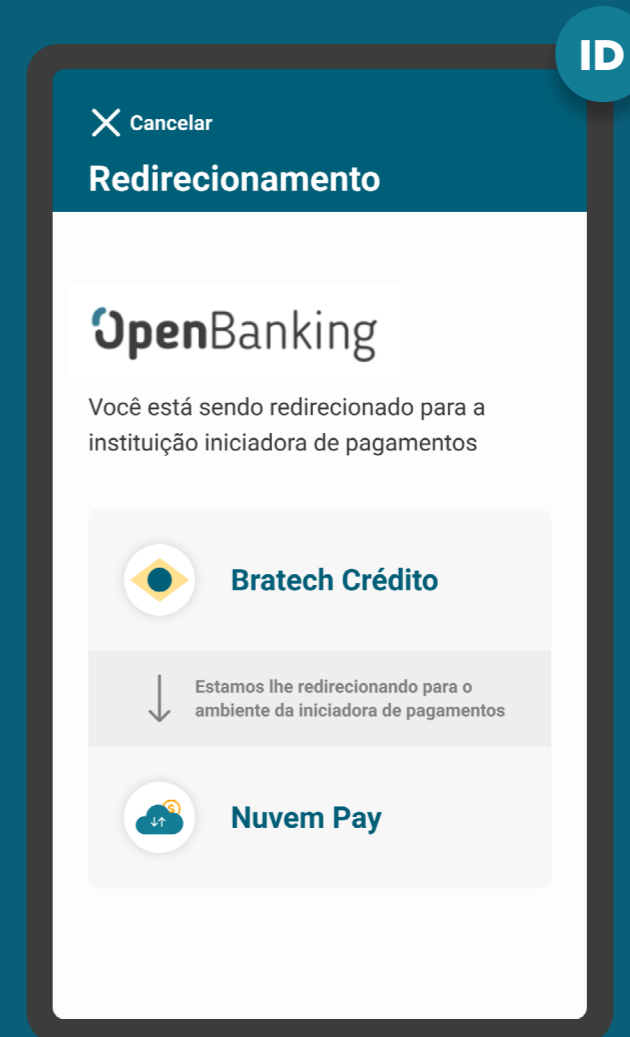 ID
Cancelar
Redirecionamento
OpenBanking
Você está sendo redirecionado para a
instituição iniciadora de pagamentos
Bratech Crédito
Estamos lhe redirecionando para o
ambiente da iniciadora de pagamentos
$
Nuvem Pay